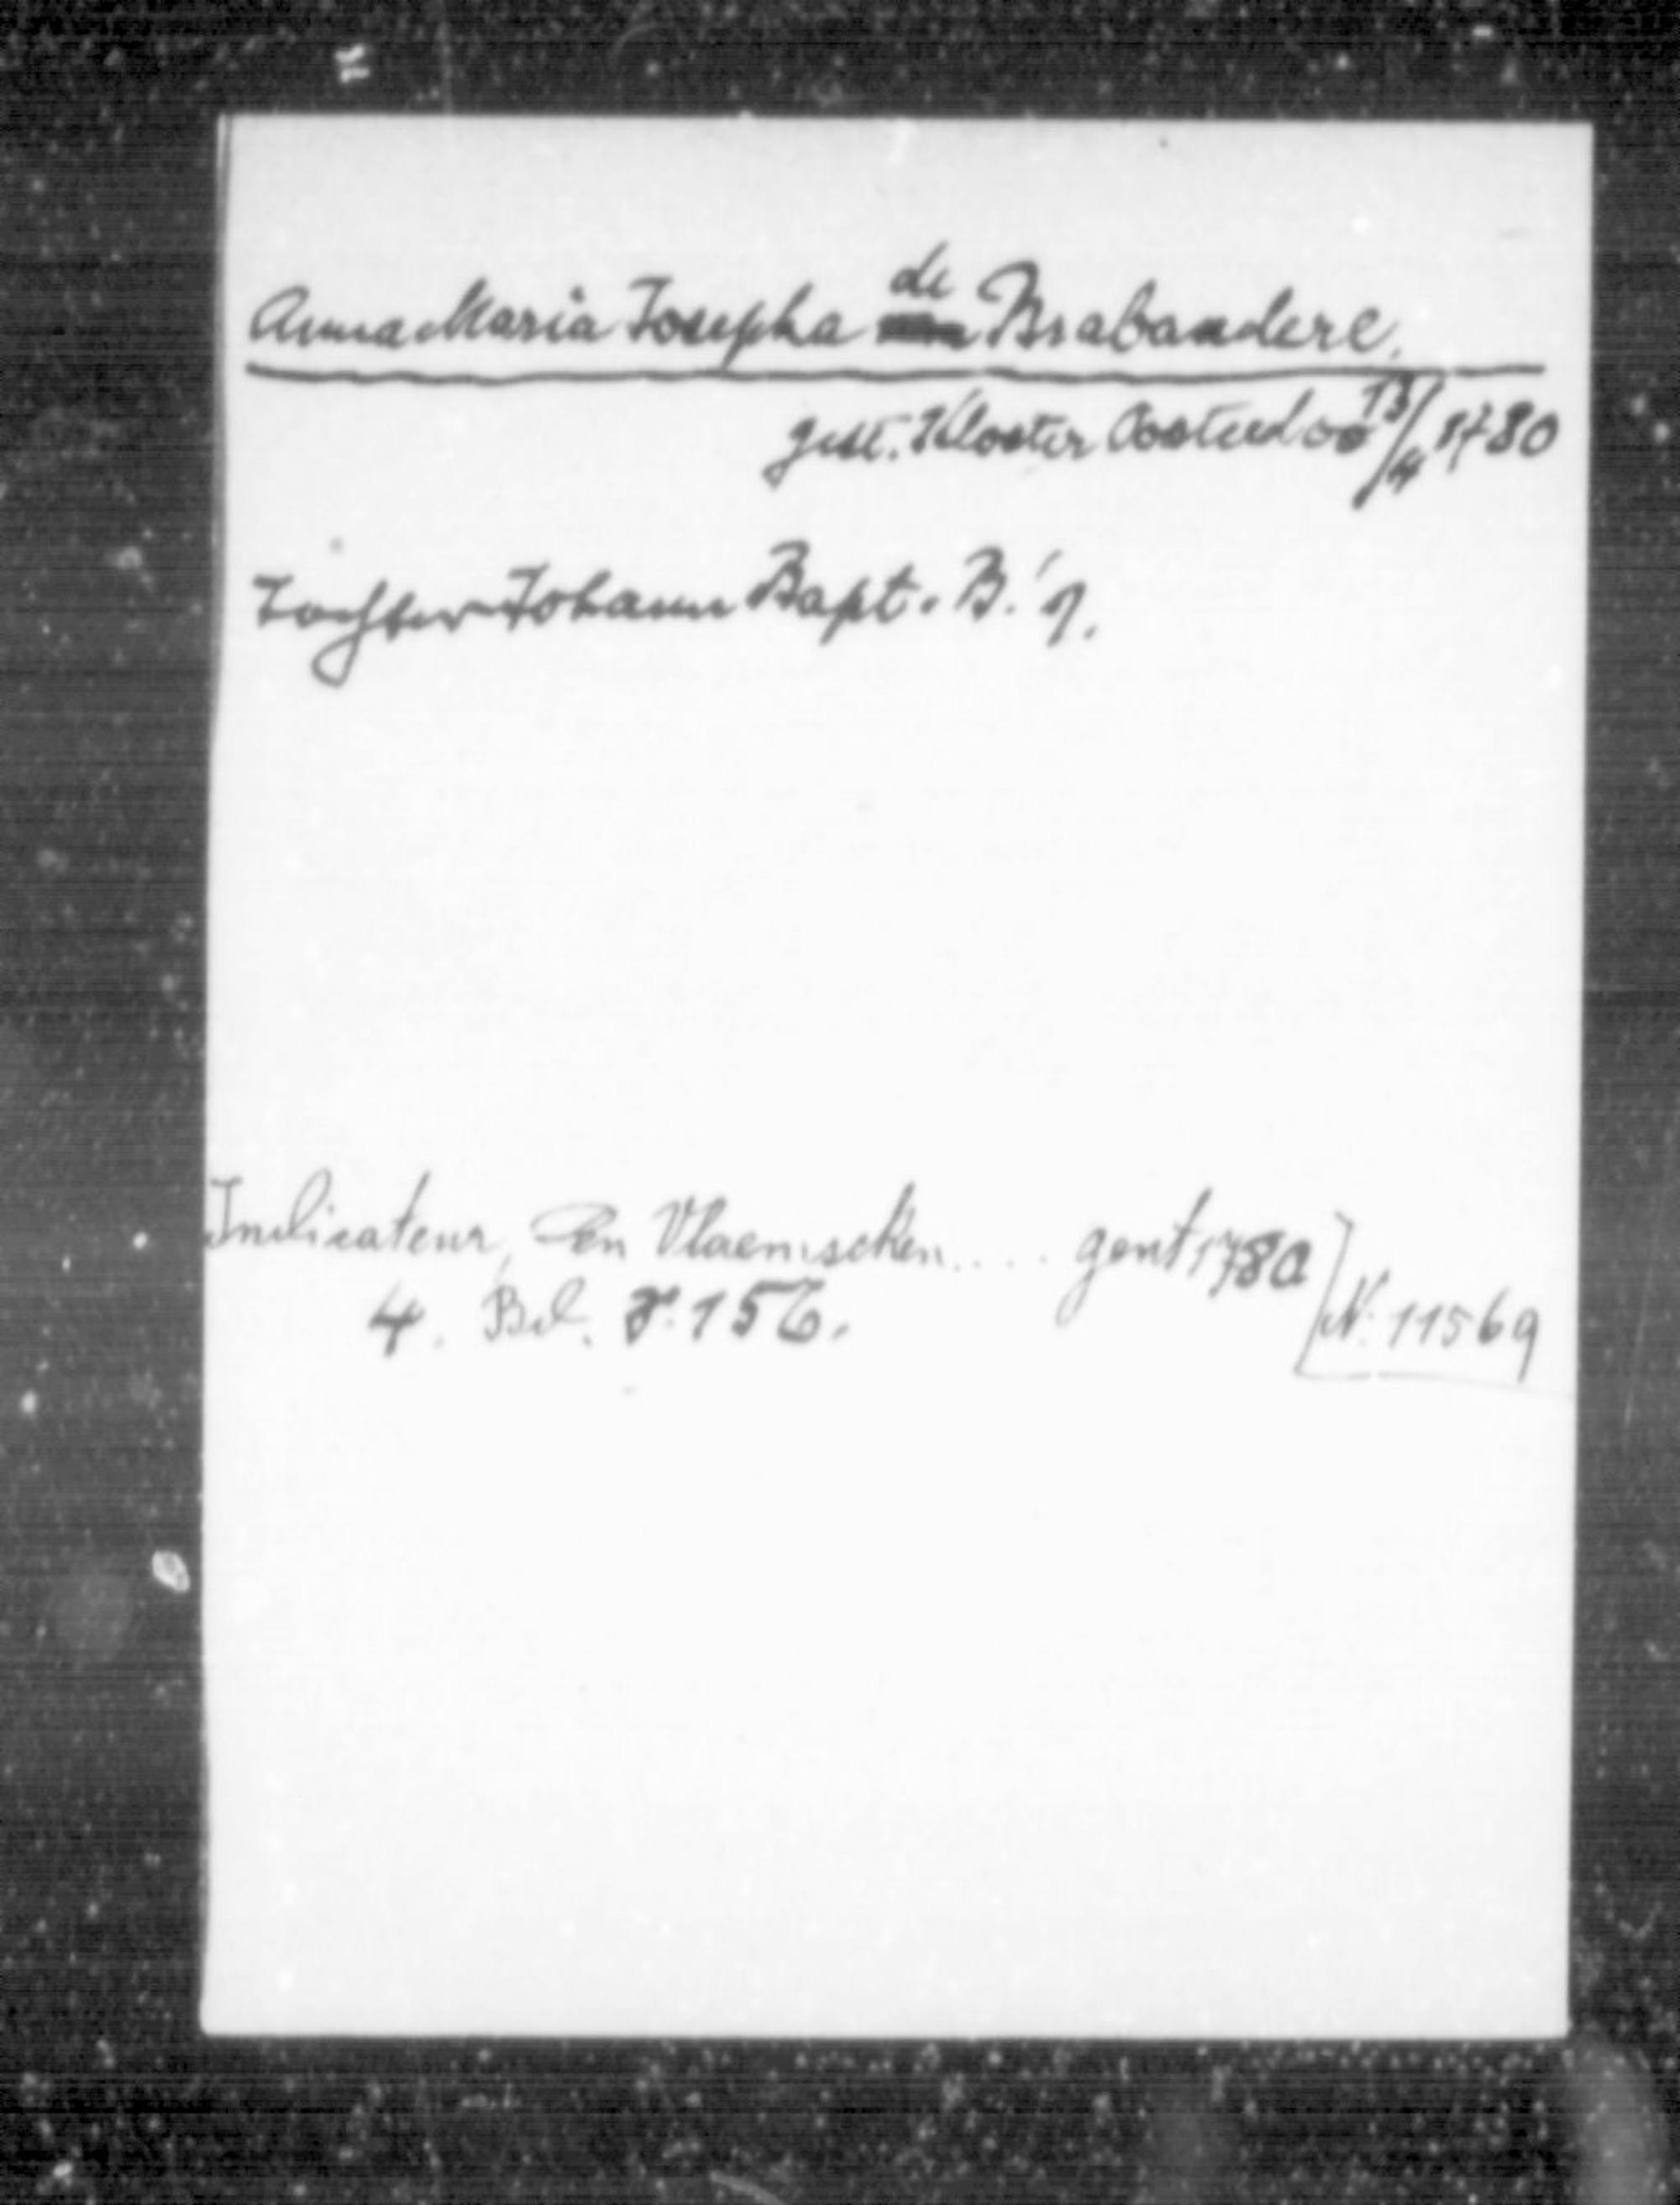 Anna Maria Josepha de Brabandere.
gest. Kloster Oosteeloo 13/4 1780
Tochter Johann Bapt. B.'s.
Indicateur, Den Vlaemschen .... gent 1780
4. Bd. S. 156.
N. 11569